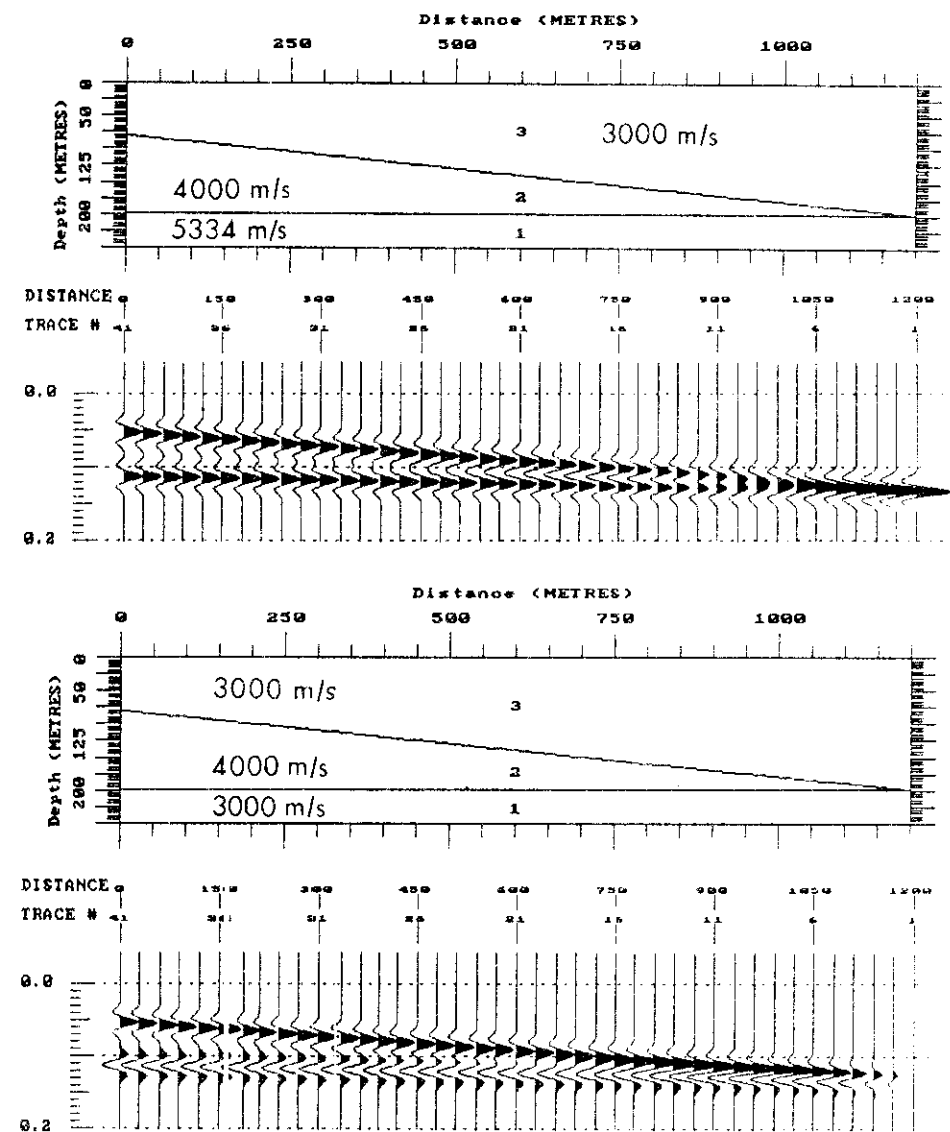 Distance (METRES)
0 250 500 750 1000
Depth (METRES)
0 50 125 200
3 3000 m/s
4000 m/s 2
5334 m/s 1
DISTANCE 0 150 300 450 600 750 900 1050 1200
TRACE # 41 36 31 26 21 16 11 6 1
0.0
0.2
Distance (METRES)
0 250 500 750 1000
Depth (METRES)
0 50 125 200
3000 m/s 3
4000 m/s 2
3000 m/s 1
DISTANCE 0 150 300 450 600 750 900 1050 1200
TRACE # 41 36 31 26 21 16 11 6 1
0.0
0.2